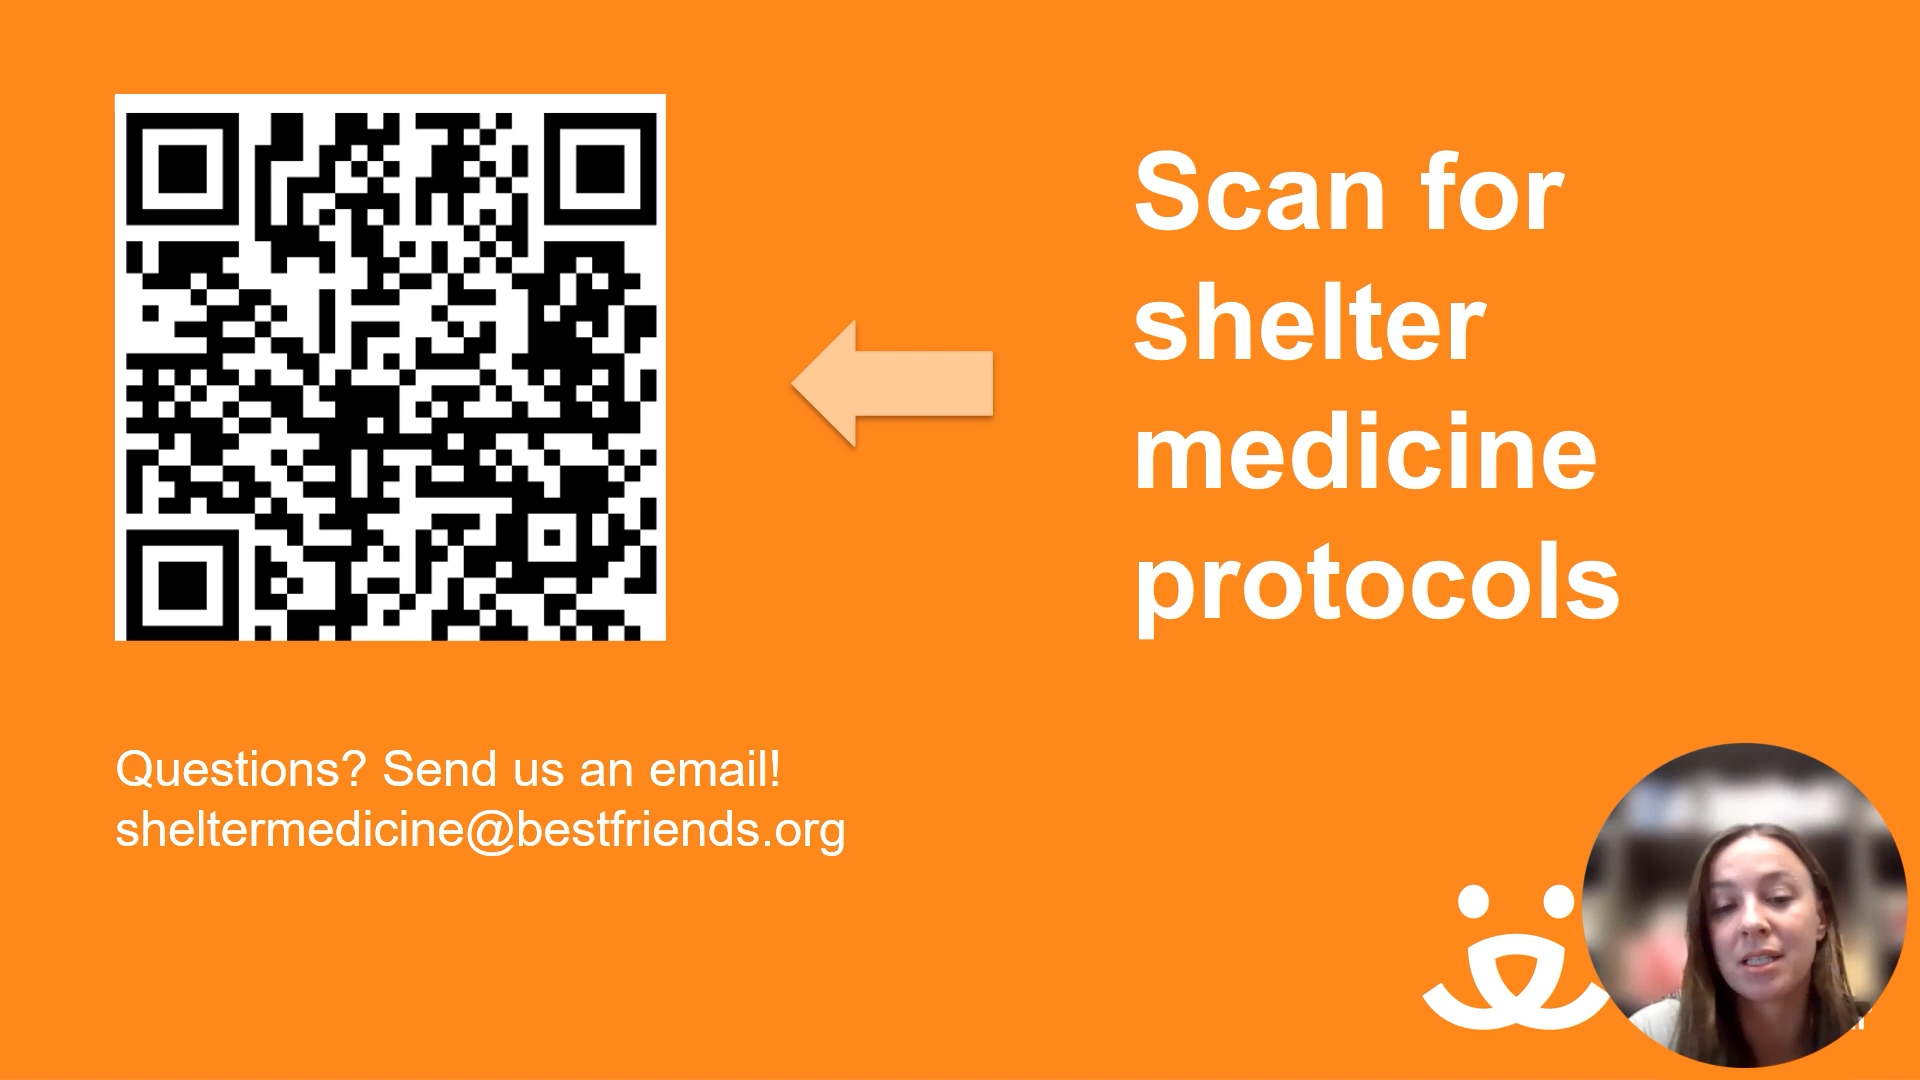 Scan for
shelter
medicine
protocols
Questions? Send us an email!
sheltermedicine@bestfriends.org